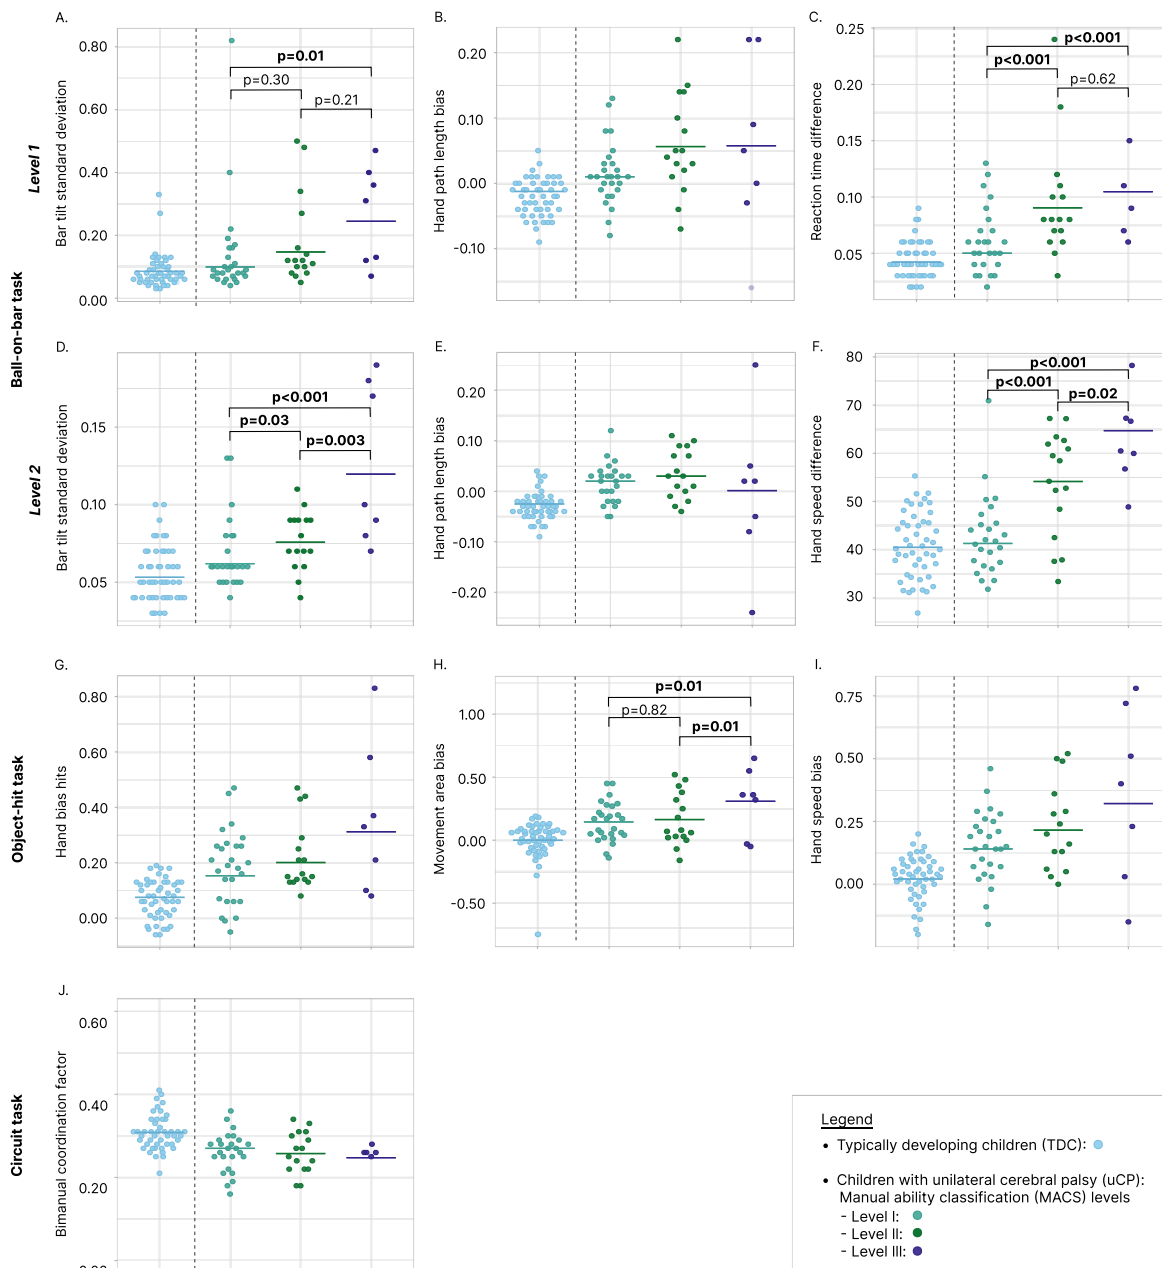 A.
B.
C.
Level 1
Bar tilt standard deviation
0.80
0.60
0.40
0.20
0.00
p=0.01
p=0.30
p=0.21
Hand path length bias
0.20
0.10
0.00
-0.10
Reaction time difference
0.25
0.20
0.15
0.10
0.05
p<0.001
p<0.001
p=0.62
Ball-on-bar task
D.
E.
F.
Level 2
Bar tilt standard deviation
0.15
0.10
0.05
p<0.001
p=0.03
p=0.003
Hand path length bias
0.20
0.10
0.00
-0.10
-0.20
Hand speed difference
80
70
60
50
40
30
p<0.001
p<0.001
p=0.02
G.
H.
I.
Object-hit task
Hand bias hits
0.80
0.60
0.40
0.20
0.00
Movement area bias
1.00
0.50
0.00
-0.50
p=0.01
p=0.82
p=0.01
Hand speed bias
0.75
0.50
0.25
0.00
J.
Circuit task
Bimanual coordination factor
0.60
0.40
0.20
Legend
• Typically developing children (TDC):
• Children with unilateral cerebral palsy (uCP):
Manual ability classification (MACS) levels
- Level I:
- Level II:
- Level III: